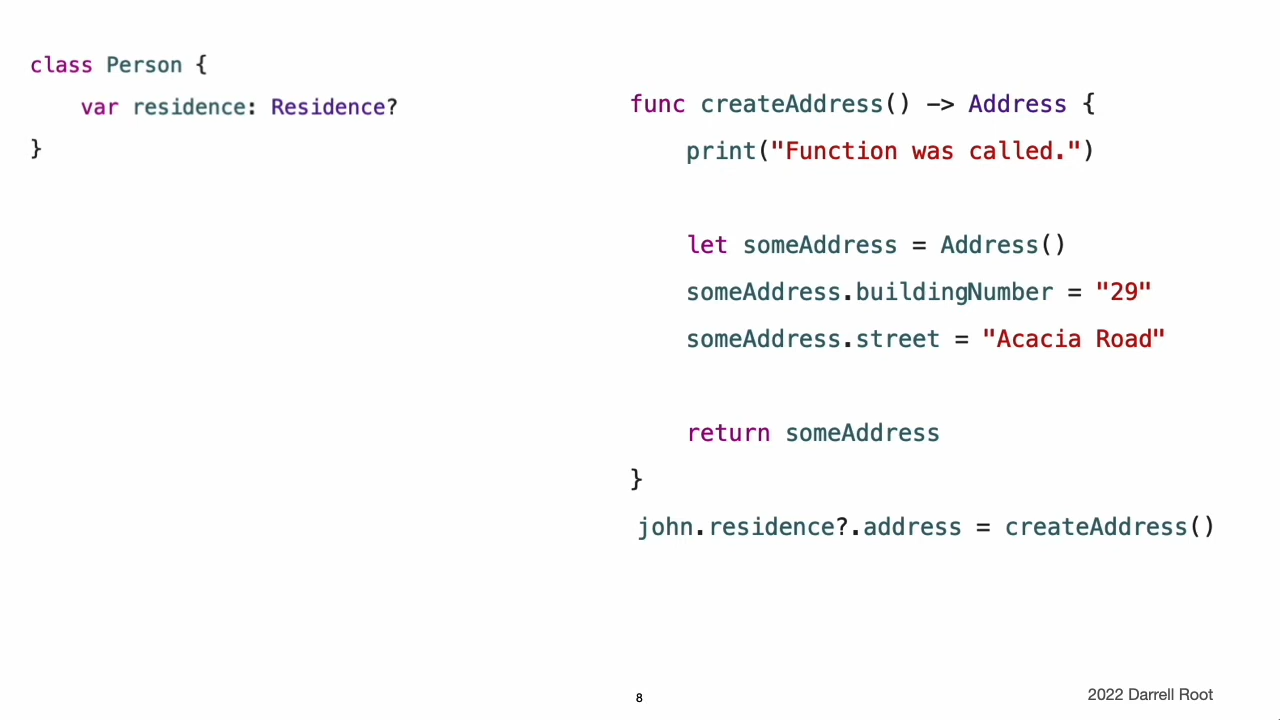 class Person {
    var residence: Residence?
}
func createAddress() -> Address {
    print("Function was called.")
    let someAddress = Address()
    someAddress.buildingNumber = "29"
    someAddress.street = "Acacia Road"
    return someAddress
}
john.residence?.address = createAddress()
8
2022 Darrell Root